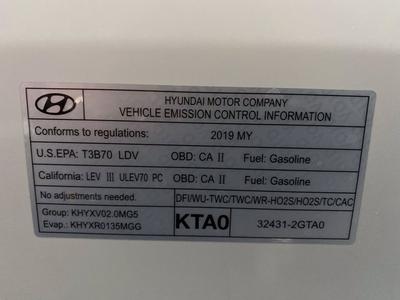 HYUNDAI MOTOR COMPANY
VEHICLE EMISSION CONTROL INFORMATION
Conforms to regulations: 2019 MY
U.S.EPA: T3B70 LDV OBD: CA II Fuel: Gasoline
California: LEV III ULEV70 PC OBD: CA II Fuel: Gasoline
No adjustments needed. DFI/WU-TWC/TWC/WR-HO2S/HO2S/TC/CAC
Group: KHYXV02.0MG5 KTA0 32431-2GTA0
Evap.: KHYXR0135MGG